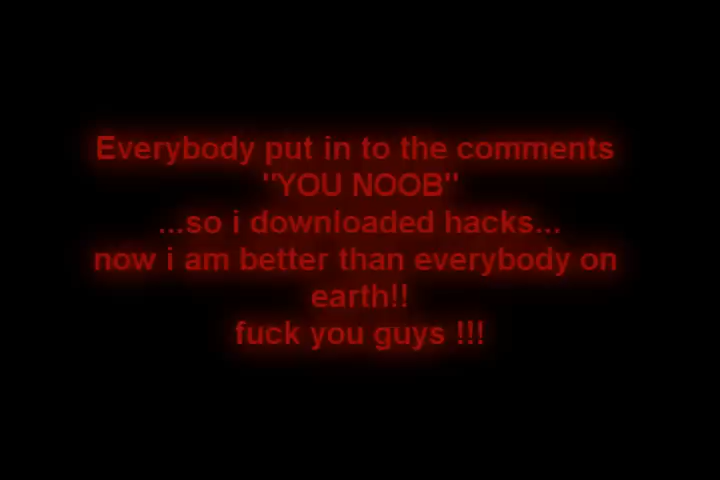 Everybody put in to the comments
"YOU NOOB"
...so i downloaded hacks...
now i am better than everybody on
earth!!
fuck you guys !!!